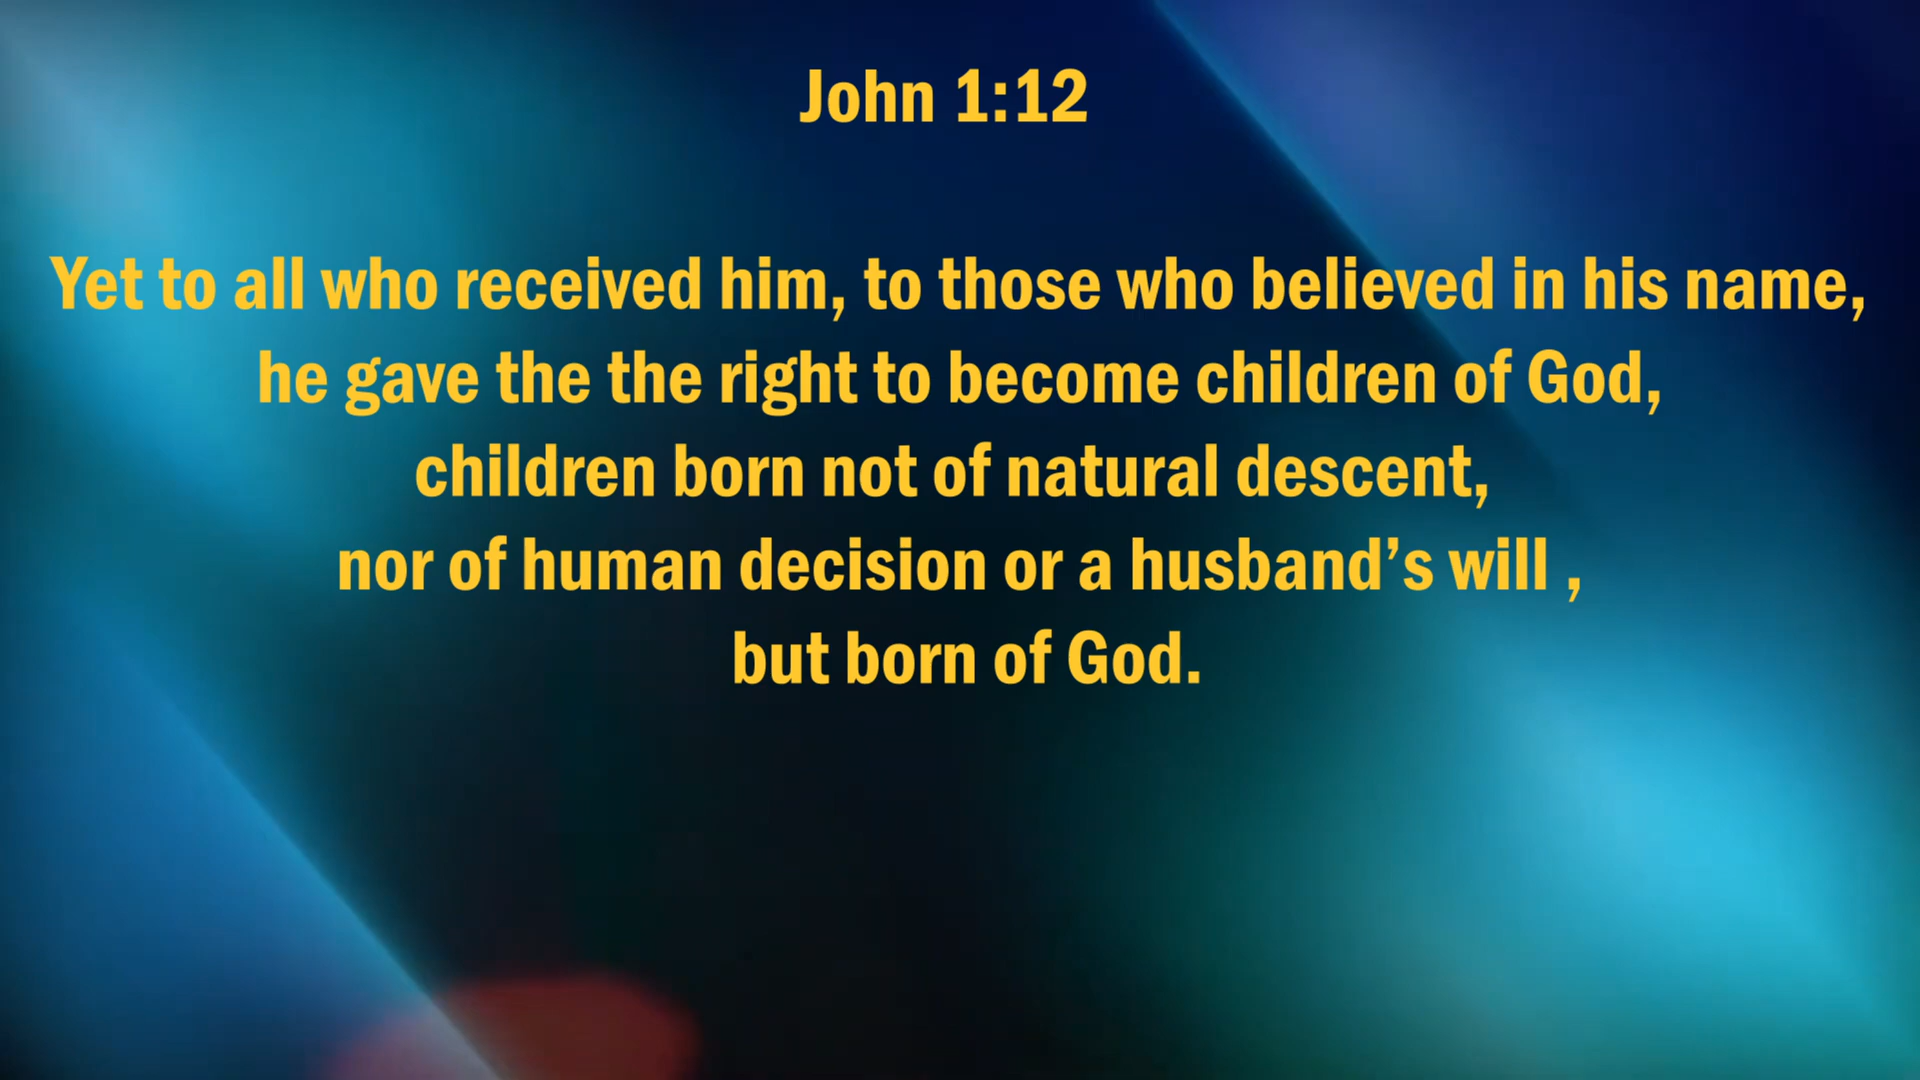 John 1:12
Yet to all who received him, to those who believed in his name,
he gave the the right to become children of God,
children born not of natural descent,
nor of human decision or a husband’s will ,
but born of God.